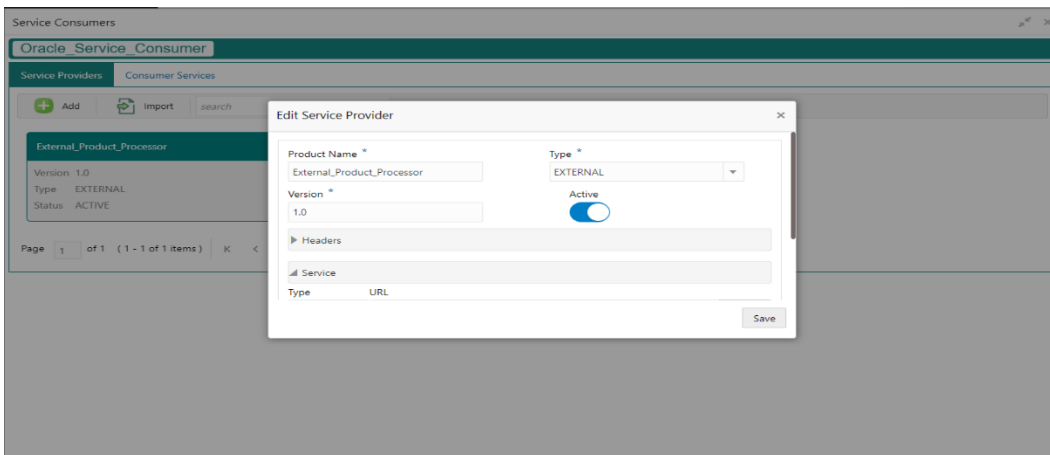 Service Consumers
Oracle_Service_Consumer
Service Providers Consumer Services
Add Import search
External_Product_Processor
Version 1.0
Type EXTERNAL
Status ACTIVE
Page 1 of 1 ( 1 - 1 of 1 items )
Edit Service Provider
Product Name * Type *
External_Product_Processor EXTERNAL
Version * Active
1.0
Headers
Service
Type URL
Save